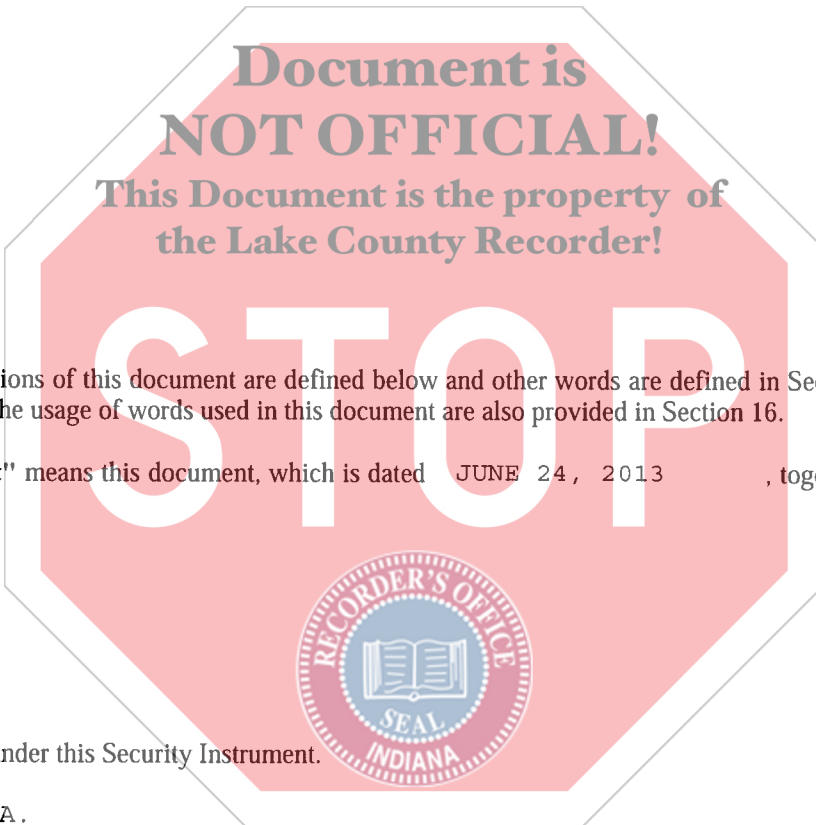 Document is
NOT OFFICIAL!
This Document is the property of
the Lake County Recorder!
STOP
ions of this document are defined below and other words are defined in Sec
he usage of words used in this document are also provided in Section 16.
" means this document, which is dated JUNE 24, 2013 , toge
RECORDER'S OFFICE
SEAL
INDIANA
nder this Security Instrument.
A.